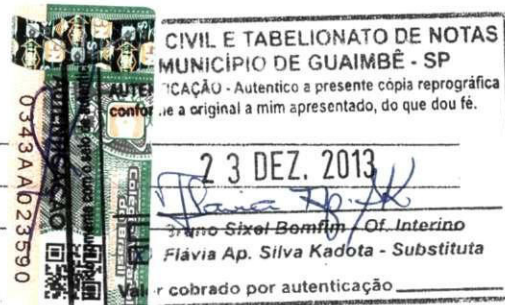 CIVIL E TABELIONATO DE NOTAS
MUNICÍPIO DE GUAIMBÊ - SP
AUTENTICAÇÃO - Autentico a presente cópia reprográfica
conforme a original a mim apresentado, do que dou fé.
23 DEZ. 2013
Bruno Sixel Bomfim - Of. Interino
Flávia Ap. Silva Kadota - Substituta
Valor cobrado por autenticação
0343AA023590
AUTENTICAÇÃO